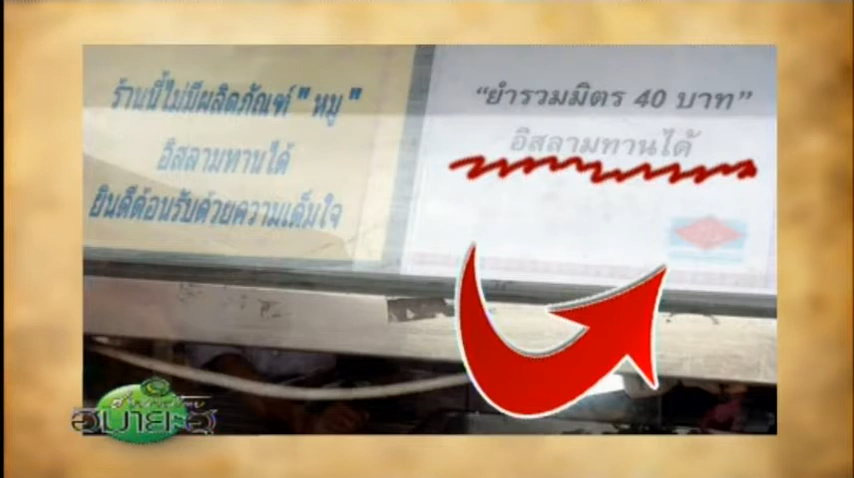 ร้านนี้ไม่มีผลิตภัณฑ์ " หมู "
อิสลามทานได้
ยินดีต้อนรับด้วยความเต็มใจ
“ยำรวมมิตร 40 บาท”
อิสลามทานได้